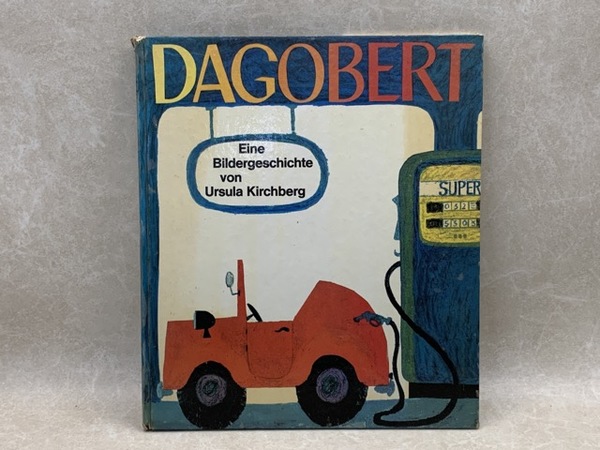 DAGOBERT
Eine
Bildergeschichte
von
Ursula Kirchberg
SUPER